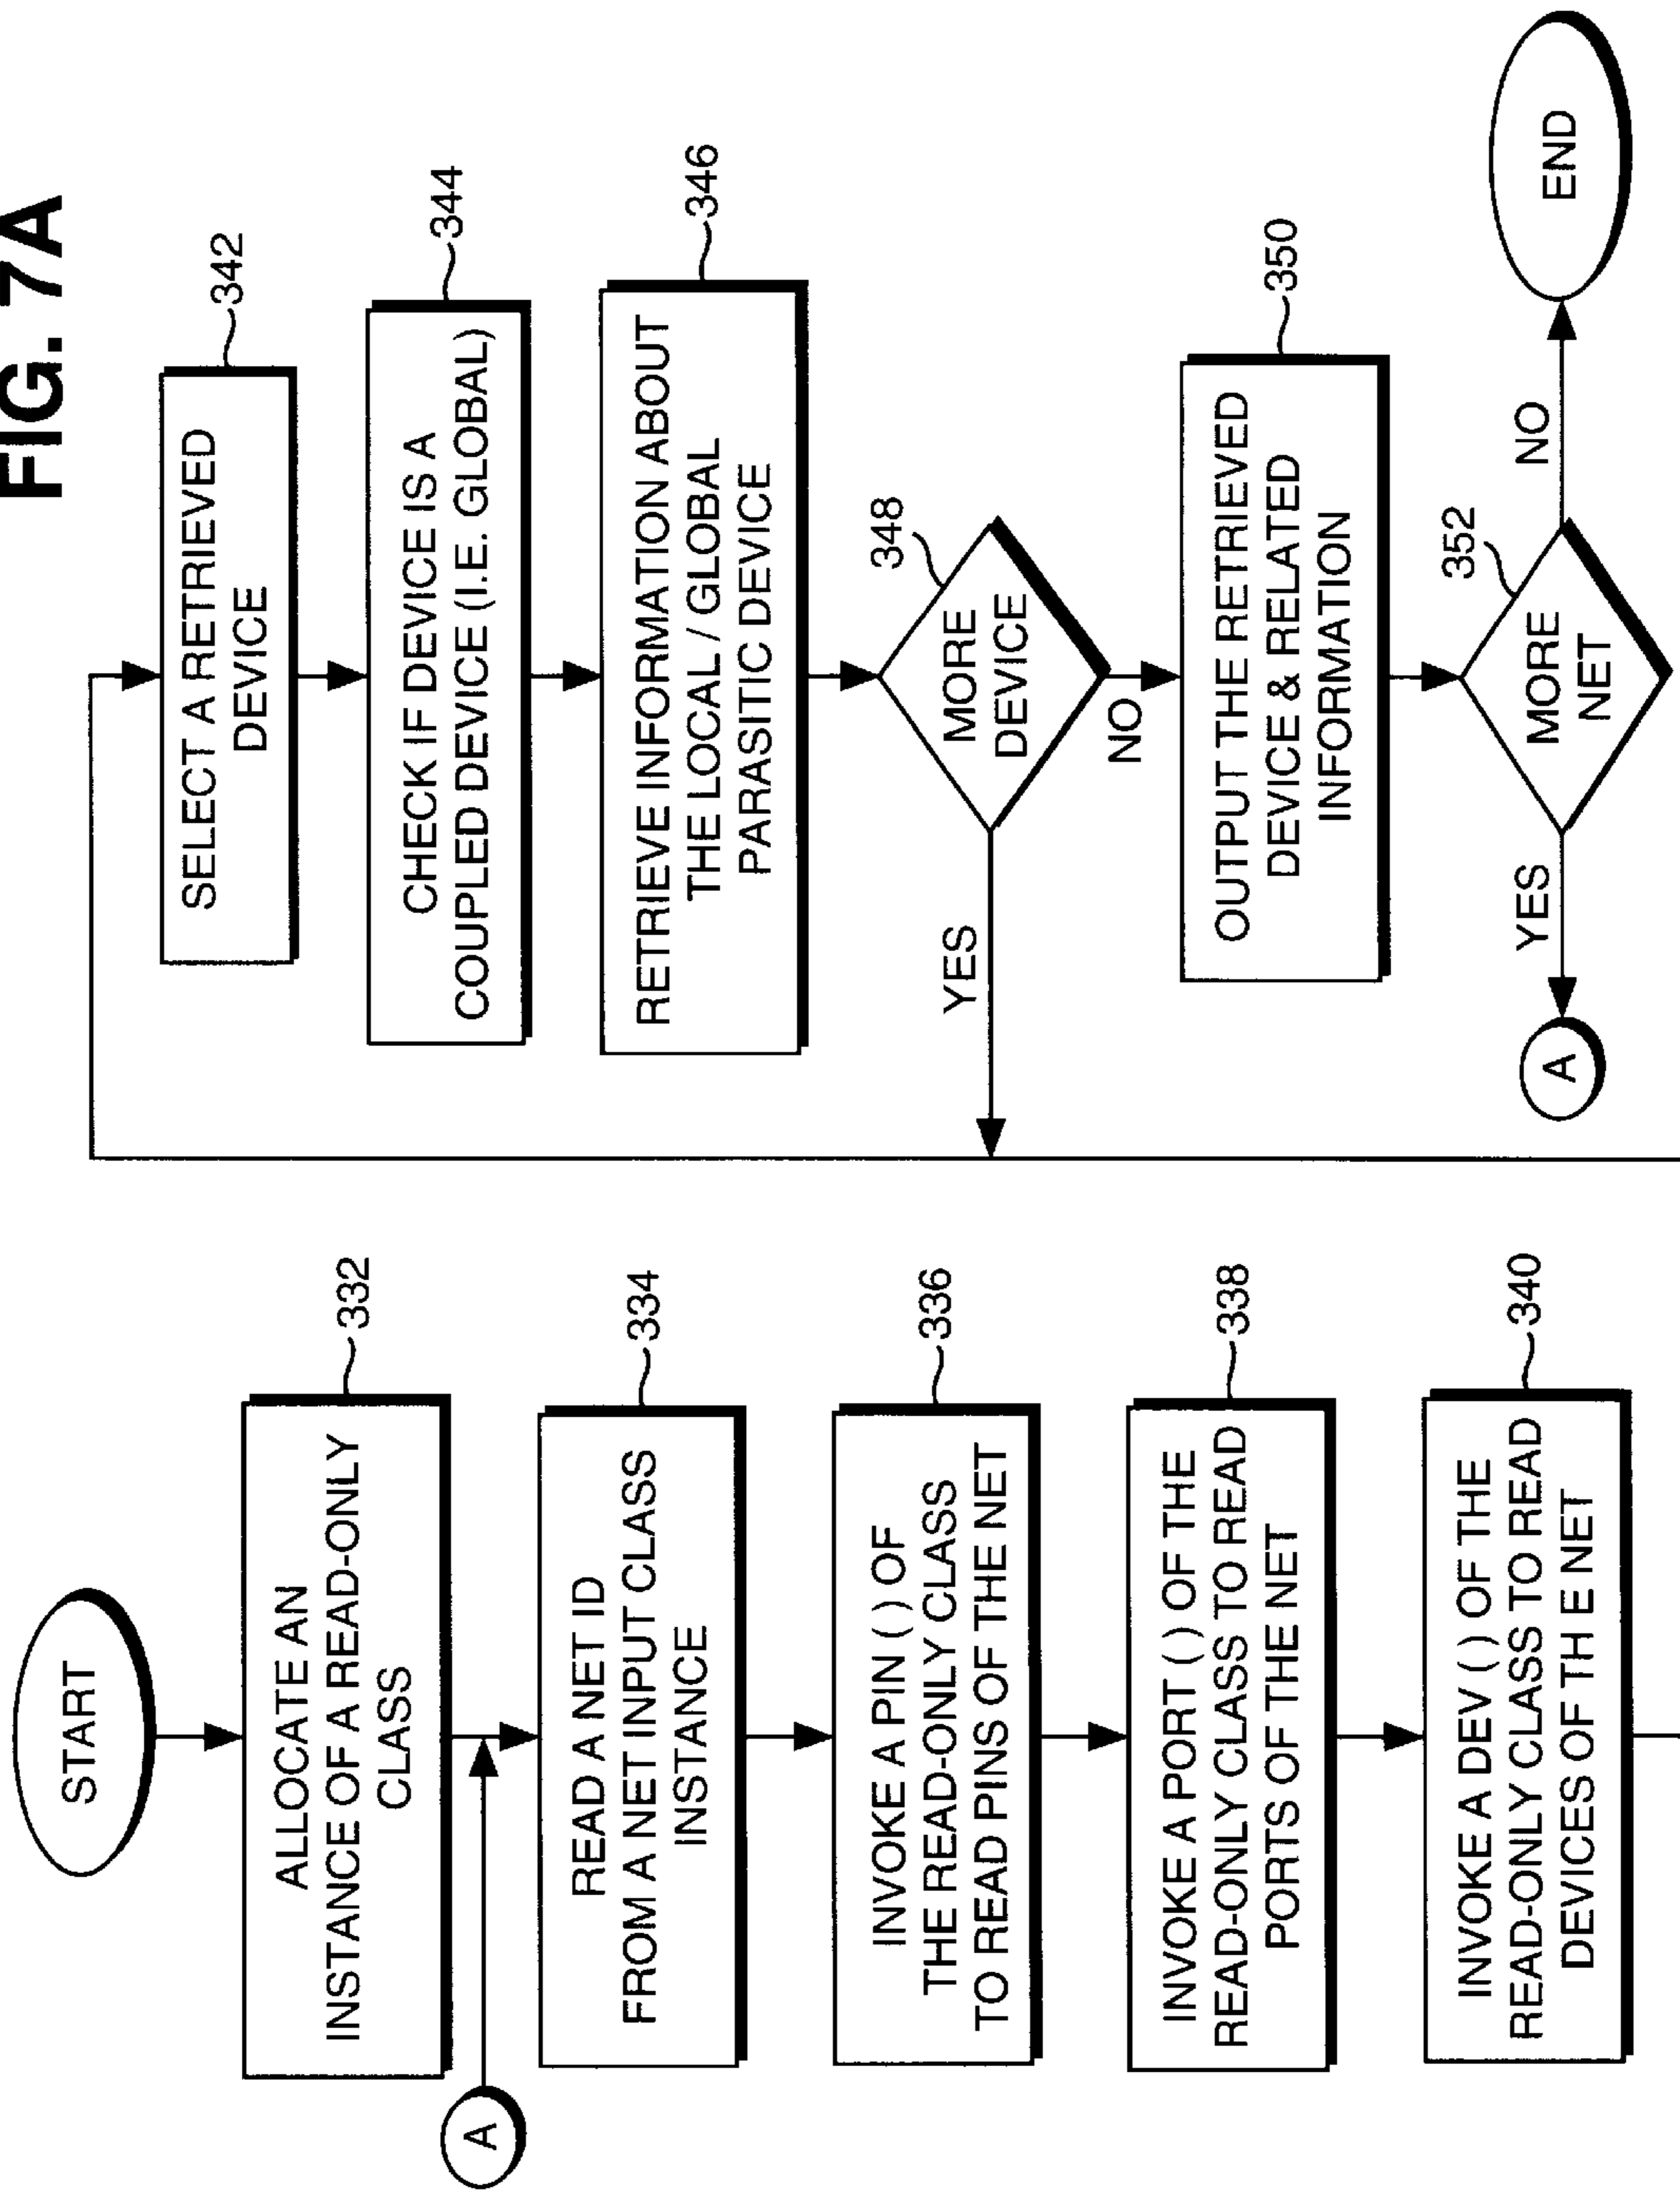 FIG. 7A
START
ALLOCATE AN
INSTANCE OF A READ-ONLY
CLASS
332
A
READ A NET ID
FROM A NET INPUT CLASS
INSTANCE
334
INVOKE A PIN ( ) OF
THE READ-ONLY CLASS
TO READ PINS OF THE NET
336
INVOKE A PORT ( ) OF THE
READ-ONLY CLASS TO READ
PORTS OF THE NET
338
INVOKE A DEV ( ) OF THE
READ-ONLY CLASS TO READ
DEVICES OF TH E NET
340
SELECT A RETRIEVED
DEVICE
342
CHECK IF DEVICE IS A
COUPLED DEVICE (I.E. GLOBAL)
344
RETRIEVE INFORMATION ABOUT
THE LOCAL / GLOBAL
PARASITIC DEVICE
346
MORE
DEVICE
348
YES
NO
OUTPUT THE RETRIEVED
DEVICE & RELATED
INFORMATION
350
MORE
NET
352
YES
A
NO
END